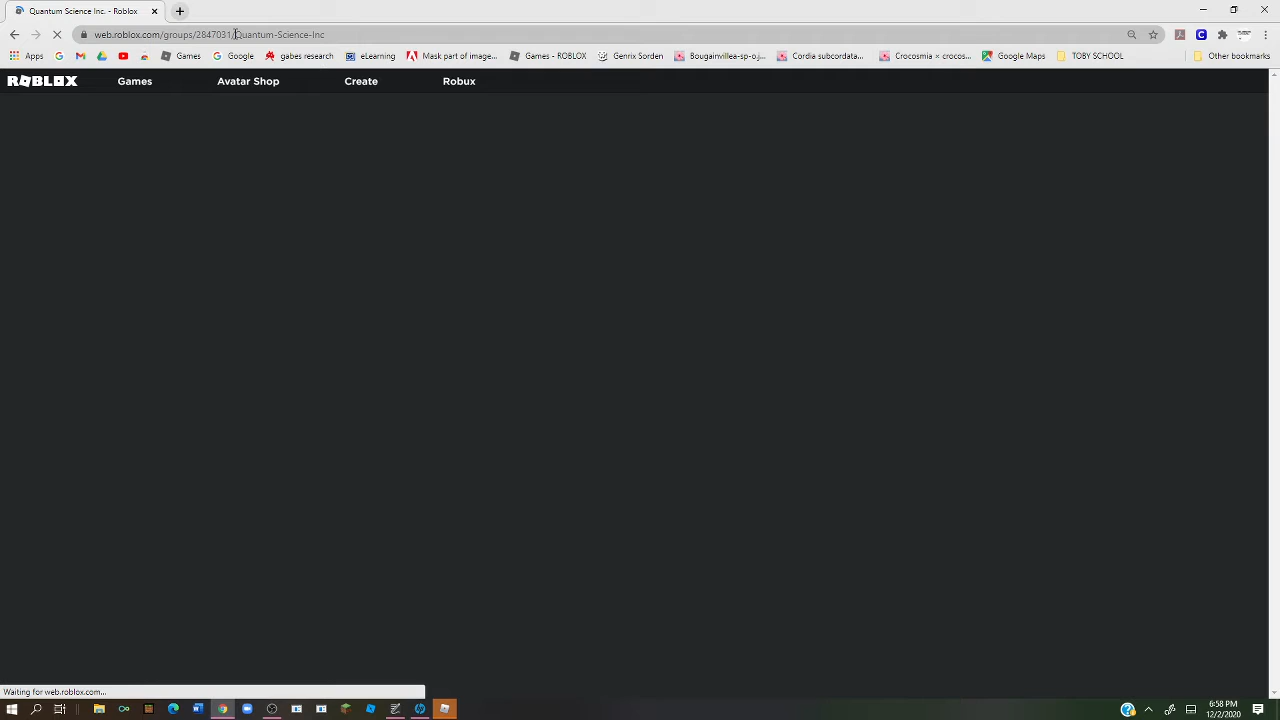 Quantum Science Inc. - Roblox
web.roblox.com/groups/2847031/Quantum-Science-Inc
Apps Games Google gabes research eLearning Mask part of image... Games - ROBLOX Genrix Sorden Bougainvillea-sp-o.j... Cordia subcordata... Crocosmia × crocos... Google Maps TOBY SCHOOL Other bookmarks
ROBLOX Games Avatar Shop Create Robux
Waiting for web.roblox.com...
6:58 PM
12/2/2020